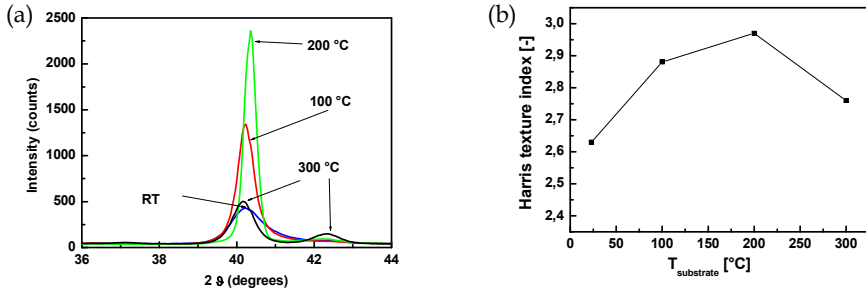 (a)
2500
2000
1500
1000
500
0
Intensity (counts)
200 °C
100 °C
300 °C
RT
36
38
40
42
44
2 ϑ (degrees)
(b)
3,0
2,9
2,8
2,7
2,6
2,5
2,4
Harris texture index [-]
0
50
100
150
200
250
300
Tsubstrate [°C]